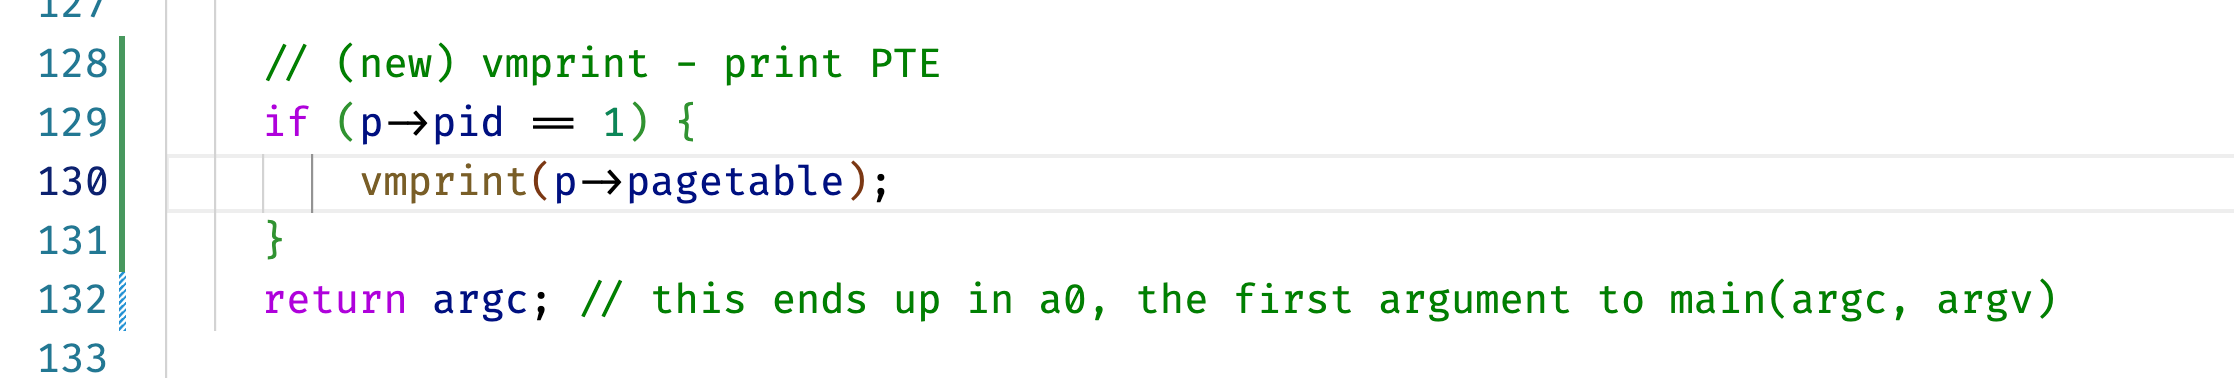 127
128 // (new) vmprint - print PTE
129 if (p->pid == 1) {
130 vmprint(p->pagetable);
131 }
132 return argc; // this ends up in a0, the first argument to main(argc, argv)
133